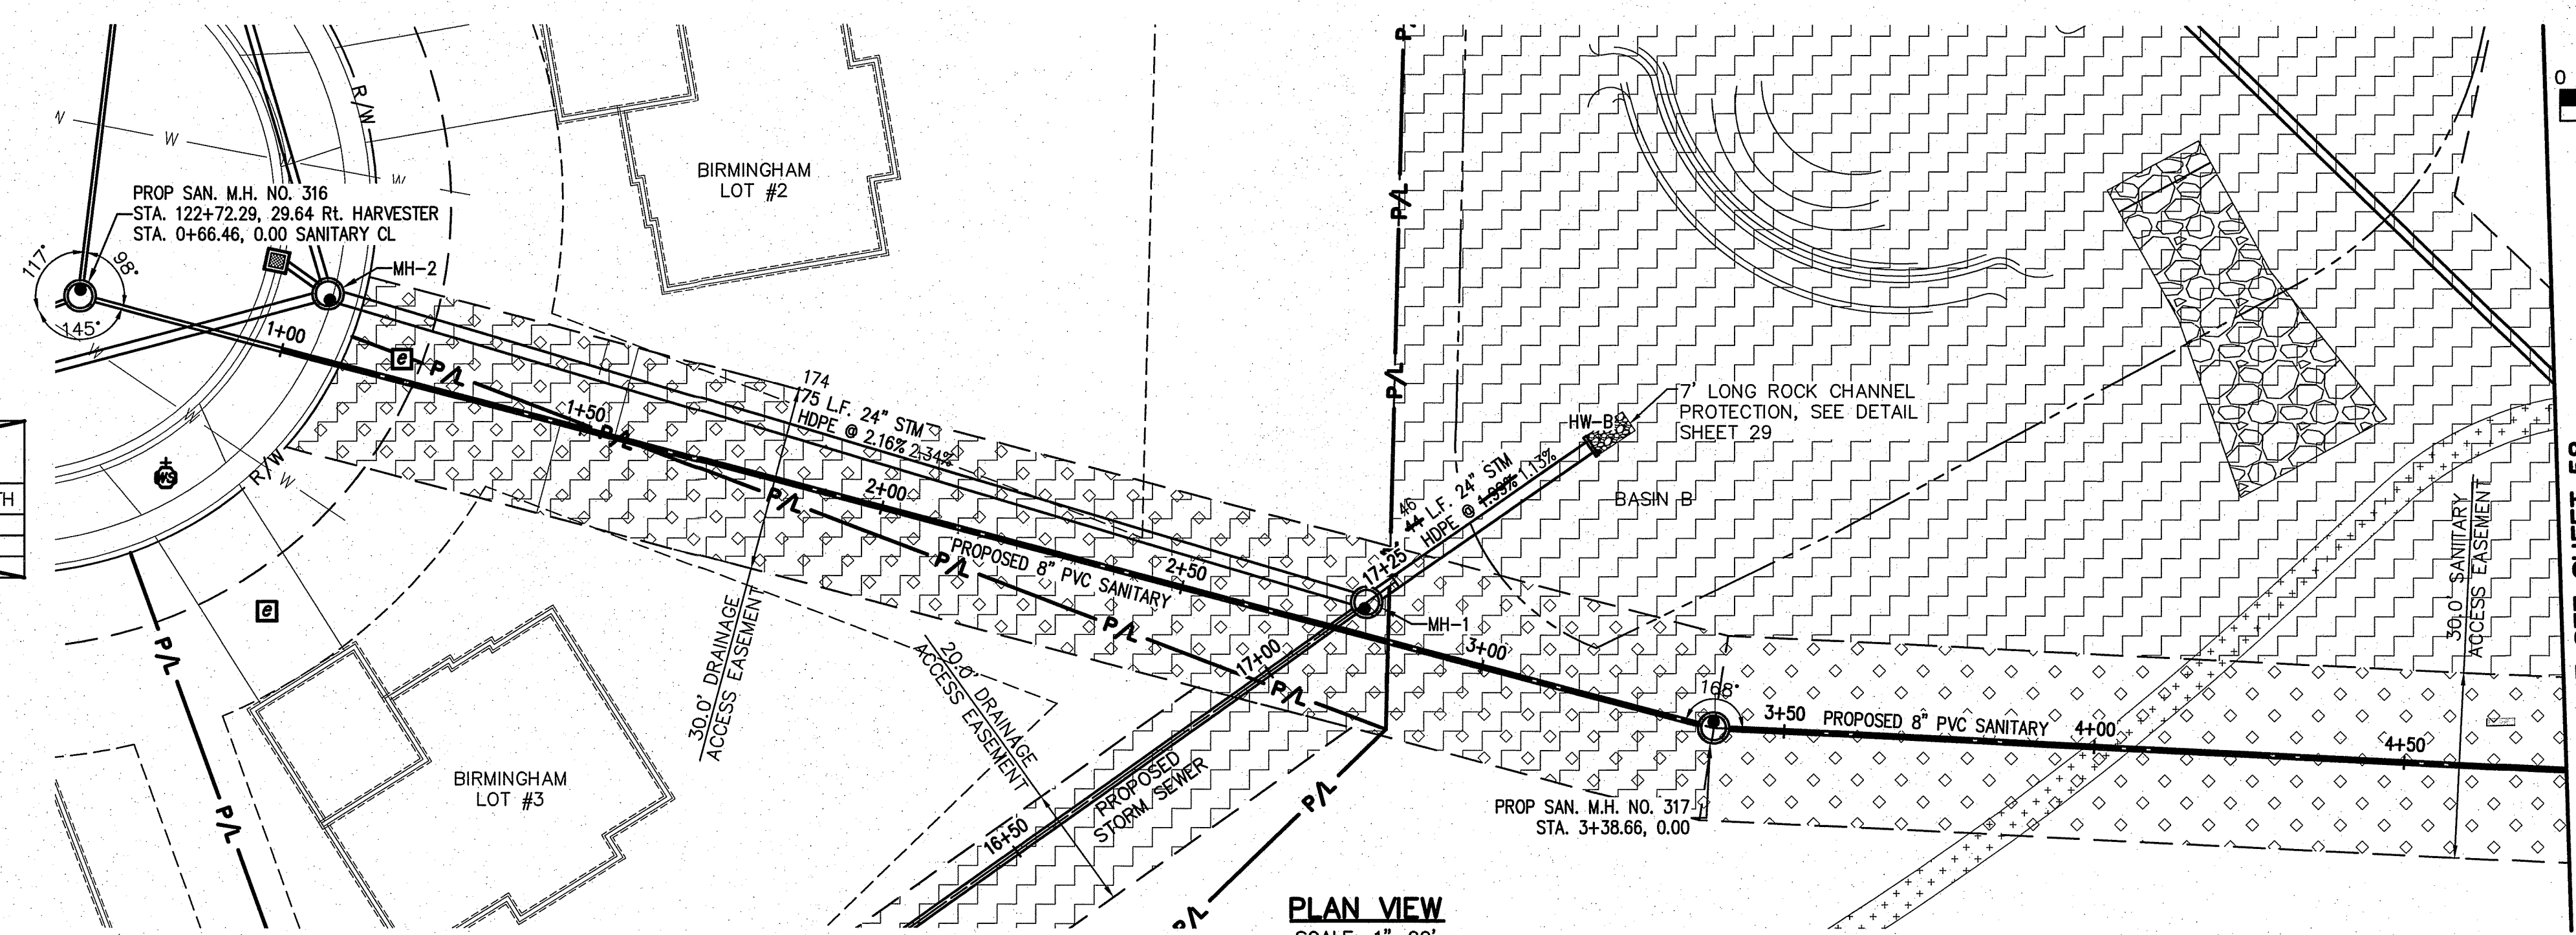 PROP SAN. M.H. NO. 316
STA. 122+72.29, 29.64 Rt. HARVESTER
STA. 0+66.46, 0.00 SANITARY CL
117°
98°
145°
MH-2
R/W
R/W
W
W
W
W
W
W
W
WS
e
e
TH
BIRMINGHAM
LOT #2
BIRMINGHAM
LOT #3
1+00
1+50
2+00
2+50
3+00
3+50
4+00
4+50
174
175 L.F. 24" STM
HDPE @ 2.16% 2.34%
PROPOSED 8" PVC SANITARY
30.0' DRAINAGE
ACCESS EASEMENT
20.0' DRAINAGE
ACCESS EASEMENT
16+50
17+00
17+25
PROPOSED
STORM SEWER
MH-1
46
44 L.F. 24" STM
HDPE @ 1.99% 1.13%
HW-B
7' LONG ROCK CHANNEL
PROTECTION, SEE DETAIL
SHEET 29
BASIN B
168°
PROPOSED 8" PVC SANITARY
PROP SAN. M.H. NO. 317
STA. 3+38.66, 0.00
30.0' SANITARY
ACCESS EASEMENT
P/L
P/L
P/L
P/L
P/L
P/L
P/L
P/L
P/L
P/L
P/L
P/L
P/L
0
PLAN VIEW